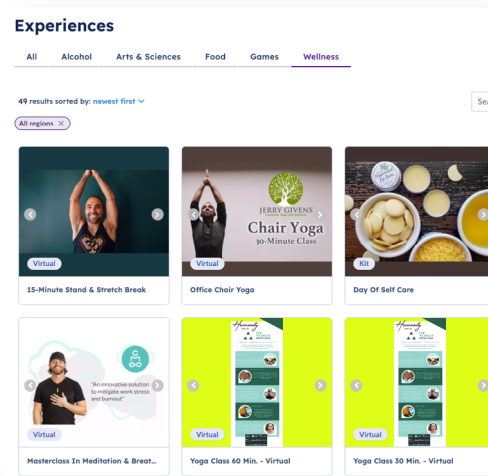 Experiences
All Alcohol Arts & Sciences Food Games Wellness
49 results sorted by: newest first
All regions ×
Sea
JERRY GIVENS
Chair Yoga
30-Minute Class
Virtual
Virtual
Kit
15-Minute Stand & Stretch Break
Office Chair Yoga
Day Of Self Care
"An innovative solution
to mitigate work stress
and burnout"
Humanity
Humanity
Virtual
Virtual
Virtual
Masterclass In Meditation & Breat...
Yoga Class 60 Min. - Virtual
Yoga Class 30 Min. - Virtual